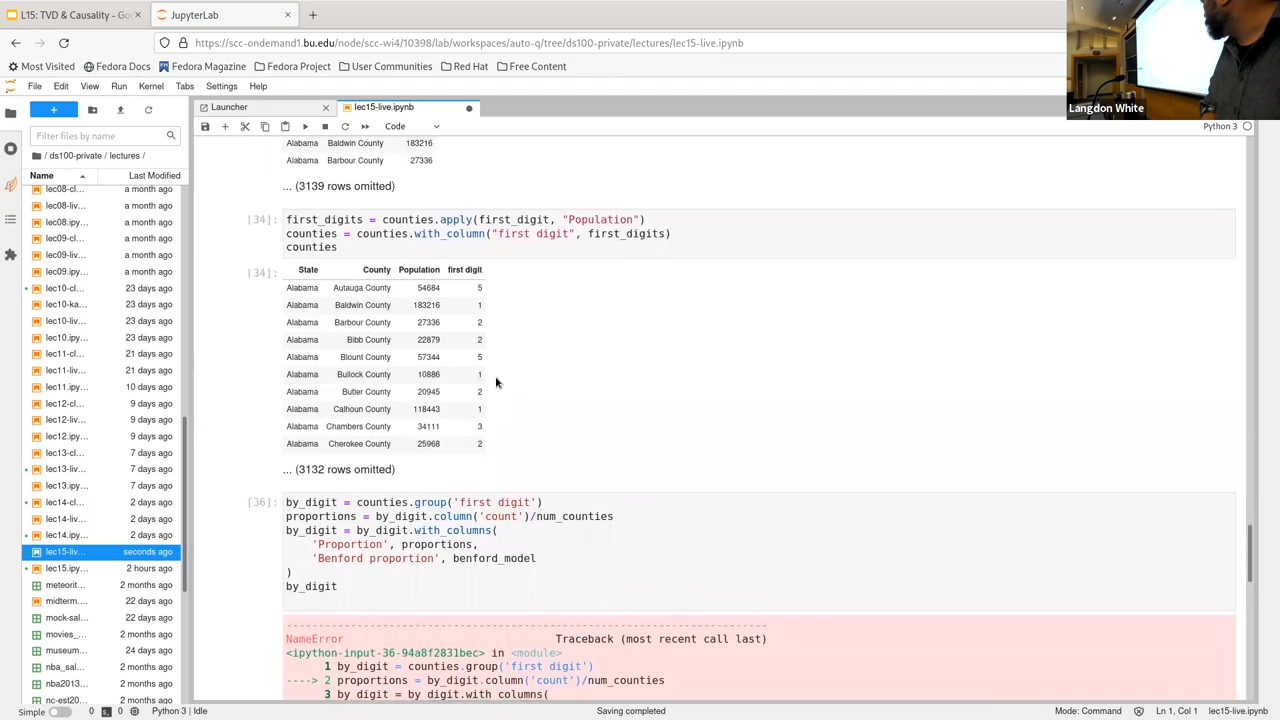 L15: TVD & Causality - Go
JupyterLab
https://scc-ondemand1.bu.edu/node/scc-wi4/10398/lab/workspaces/auto-q/tree/ds100-private/lectures/lec15-live.ipynb
Most Visited Fedora Docs Fedora Magazine Fedora Project User Communities Red Hat Free Content
Langdon White
File Edit View Run Kernel Tabs Settings Help
Launcher
lec15-live.ipynb
Code
Python 3
Filter files by name
/ ds100-private / lectures /
Name Last Modified
lec08-cl... a month ago
lec08-liv... a month ago
lec08.ipy... a month ago
lec09-cl... a month ago
lec09-liv... a month ago
lec09.ipy... a month ago
lec10-cl... 23 days ago
lec10-ka... 23 days ago
lec10-liv... 23 days ago
lec10.ipy... 23 days ago
lec11-cl... 21 days ago
lec11-liv... 21 days ago
lec11.ipy... 10 days ago
lec12-cl... 9 days ago
lec12-liv... 9 days ago
lec12.ipy... 9 days ago
lec13-cl... 7 days ago
lec13-liv... 7 days ago
lec13.ipy... 7 days ago
lec14-cl... 2 days ago
lec14-liv... 2 days ago
lec14.ipy... 2 days ago
lec15-liv... seconds ago
lec15.ipy... 2 hours ago
meteorit... 2 months ago
midterm.... 22 days ago
mock-sal... 22 days ago
movies_... 2 months ago
museum... 24 days ago
nba_sal... 2 months ago
nba2013... 2 months ago
nc-est20... 2 months ago
Alabama Baldwin County 183216
Alabama Barbour County 27336
... (3139 rows omitted)
[34]: first_digits = counties.apply(first_digit, "Population")
counties = counties.with_column("first digit", first_digits)
counties
[34]: State County Population first digit
Alabama Autauga County 54684 5
Alabama Baldwin County 183216 1
Alabama Barbour County 27336 2
Alabama Bibb County 22879 2
Alabama Blount County 57344 5
Alabama Bullock County 10886 1
Alabama Butler County 20945 2
Alabama Calhoun County 118443 1
Alabama Chambers County 34111 3
Alabama Cherokee County 25968 2
... (3132 rows omitted)
[36]: by_digit = counties.group('first digit')
proportions = by_digit.column('count')/num_counties
by_digit = by_digit.with_columns(
'Proportion', proportions,
'Benford proportion', benford_model
)
by_digit
---------------------------------------------------------------------------
NameError Traceback (most recent call last)
<ipython-input-36-94a8f2831bec> in <module>
1 by_digit = counties.group('first digit')
----> 2 proportions = by_digit.column('count')/num_counties
3 by_digit = by_digit.with_columns(
Simple 0 0 Python 3 | Idle Saving completed Mode: Command Ln 1, Col 1 lec15-live.ipynb